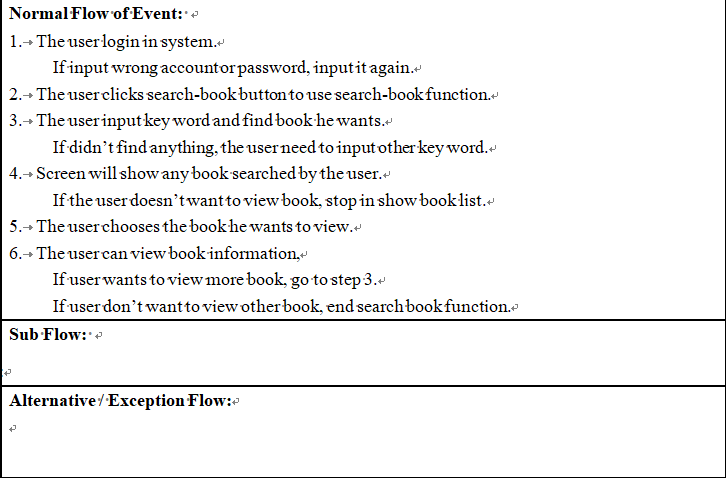 Normal Flow of Event:
1. The user login in system.
If input wrong account or password, input it again.
2. The user clicks search-book button to use search-book function.
3. The user input key word and find book he wants.
If didn't find anything, the user need to input other key word.
4. Screen will show any book searched by the user.
If the user doesn't want to view book, stop in show book list.
5. The user chooses the book he wants to view.
6. The user can view book information,
If user wants to view more book, go to step 3.
If user don't want to view other book, end search book function.
Sub Flow:
Alternative / Exception Flow: